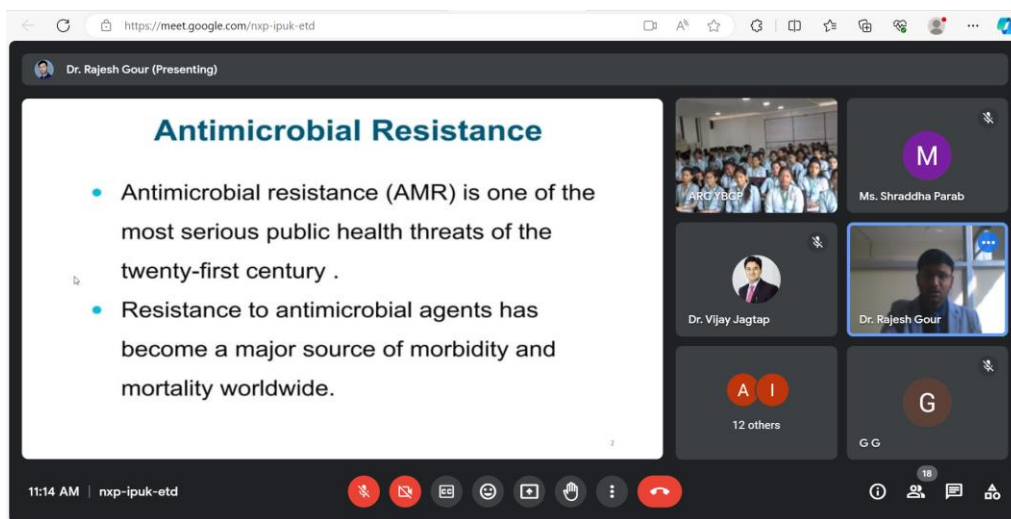 https://meet.google.com/nxp-ipuk-etd
Dr. Rajesh Gour (Presenting)
Antimicrobial Resistance
• Antimicrobial resistance (AMR) is one of the
most serious public health threats of the
twenty-first century .
• Resistance to antimicrobial agents has
become a major source of morbidity and
mortality worldwide.
2
ARC YBCP
M
Ms. Shraddha Parab
Dr. Vijay Jagtap
Dr. Rajesh Gour
A I
12 others
G
G G
11:14 AM | nxp-ipuk-etd
CC
18